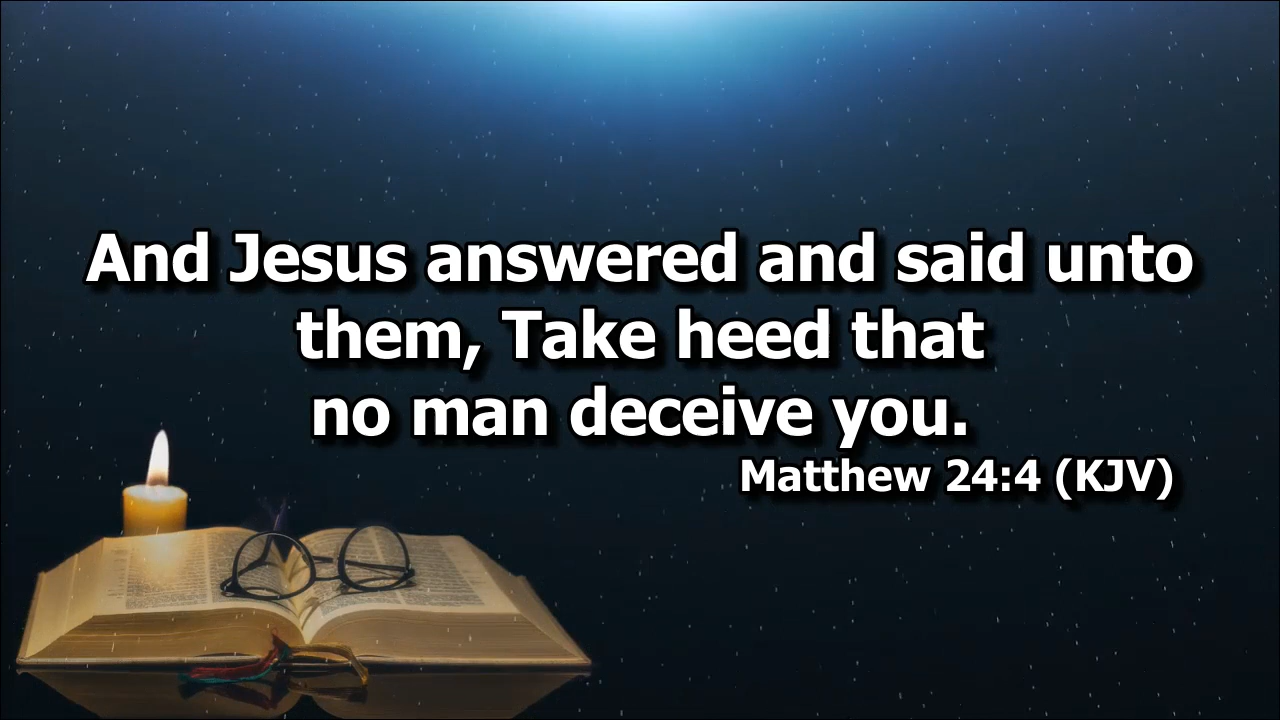 And Jesus answered and said unto
them, Take heed that
no man deceive you.
Matthew 24:4 (KJV)